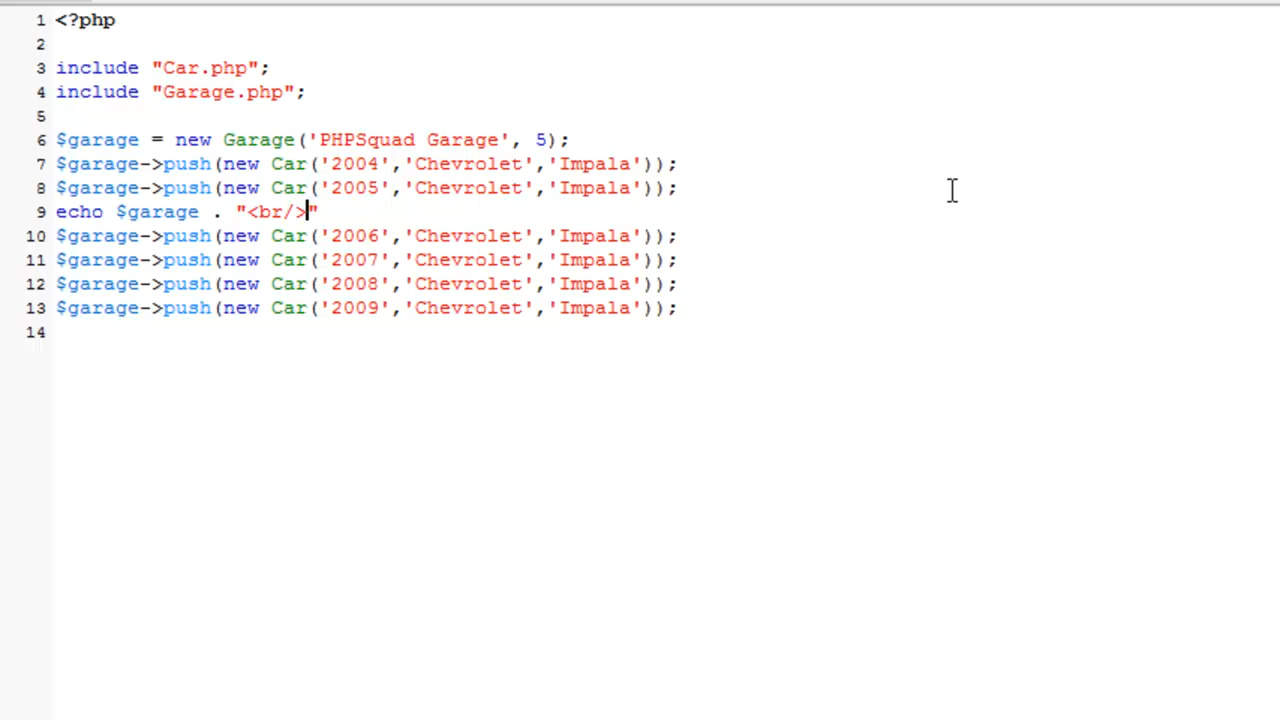 1 <?php
2
3 include "Car.php";
4 include "Garage.php";
5
6 $garage = new Garage('PHPSquad Garage', 5);
7 $garage->push(new Car('2004','Chevrolet','Impala'));
8 $garage->push(new Car('2005','Chevrolet','Impala'));
9 echo $garage . "<br/>"
10 $garage->push(new Car('2006','Chevrolet','Impala'));
11 $garage->push(new Car('2007','Chevrolet','Impala'));
12 $garage->push(new Car('2008','Chevrolet','Impala'));
13 $garage->push(new Car('2009','Chevrolet','Impala'));
14